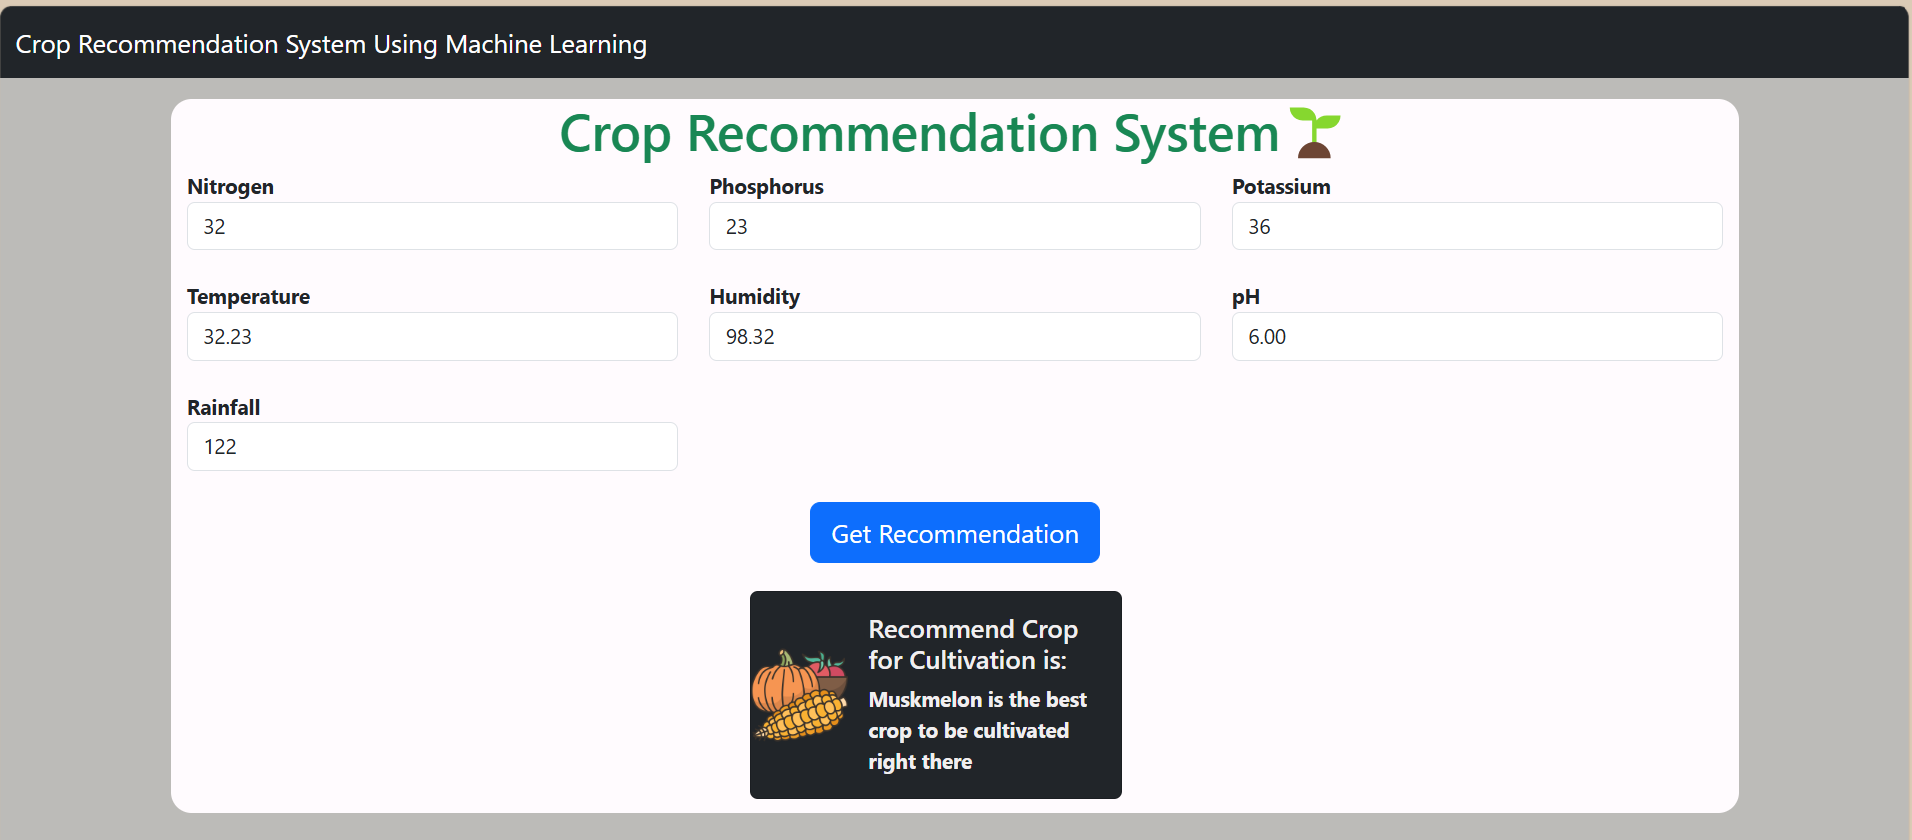 Crop Recommendation System Using Machine Learning
Crop Recommendation System
Nitrogen
Phosphorus
Potassium
32
23
36
Temperature
Humidity
pH
32.23
98.32
6.00
Rainfall
122
Get Recommendation
Recommend Crop
for Cultivation is:
Muskmelon is the best
crop to be cultivated
right there